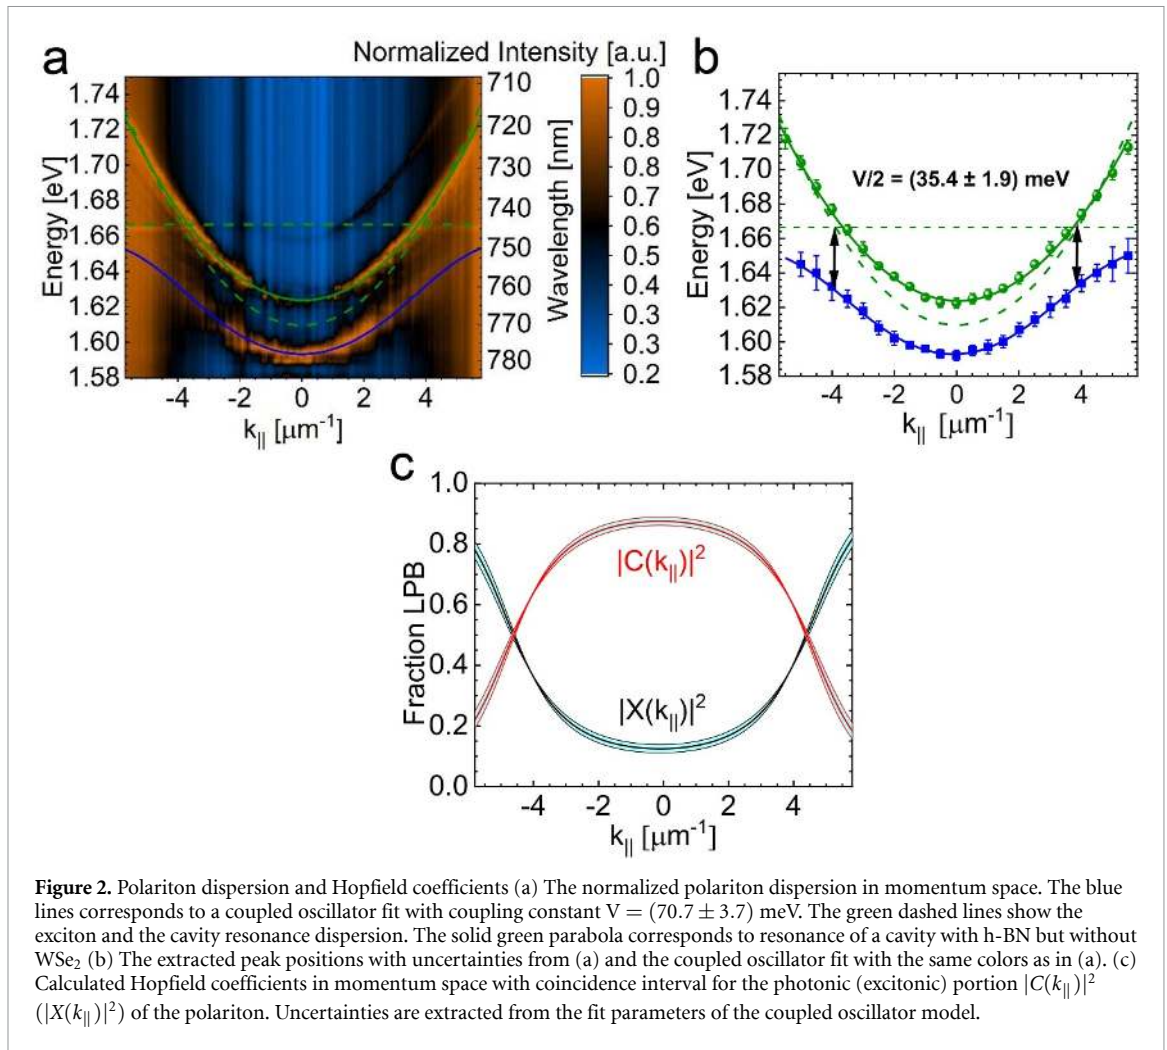 a
Normalized Intensity [a.u.]
Energy [eV]
1.74
1.72
1.70
1.68
1.66
1.64
1.62
1.60
1.58
-4 -2 0 2 4
k|| [μm-1]
710
720
730
740
750
760
770
780
Wavelength [nm]
1.0
0.9
0.8
0.7
0.6
0.5
0.4
0.3
0.2
b
Energy [eV]
1.74
1.72
1.70
1.68
1.66
1.64
1.62
1.60
1.58
V/2 = (35.4 ± 1.9) meV
-4 -2 0 2 4
k|| [μm-1]
c
Fraction LPB
1.0
0.8
0.6
0.4
0.2
0.0
|C(k||)|2
|X(k||)|2
-4 -2 0 2 4
k|| [μm-1]
Figure 2. Polariton dispersion and Hopfield coefficients (a) The normalized polariton dispersion in momentum space. The blue
lines corresponds to a coupled oscillator fit with coupling constant V = (70.7 ± 3.7) meV. The green dashed lines show the
exciton and the cavity resonance dispersion. The solid green parabola corresponds to resonance of a cavity with h-BN but without
WSe2 (b) The extracted peak positions with uncertainties from (a) and the coupled oscillator fit with the same colors as in (a). (c)
Calculated Hopfield coefficients in momentum space with coincidence interval for the photonic (excitonic) portion |C(k||)|2
(|X(k||)|2) of the polariton. Uncertainties are extracted from the fit parameters of the coupled oscillator model.